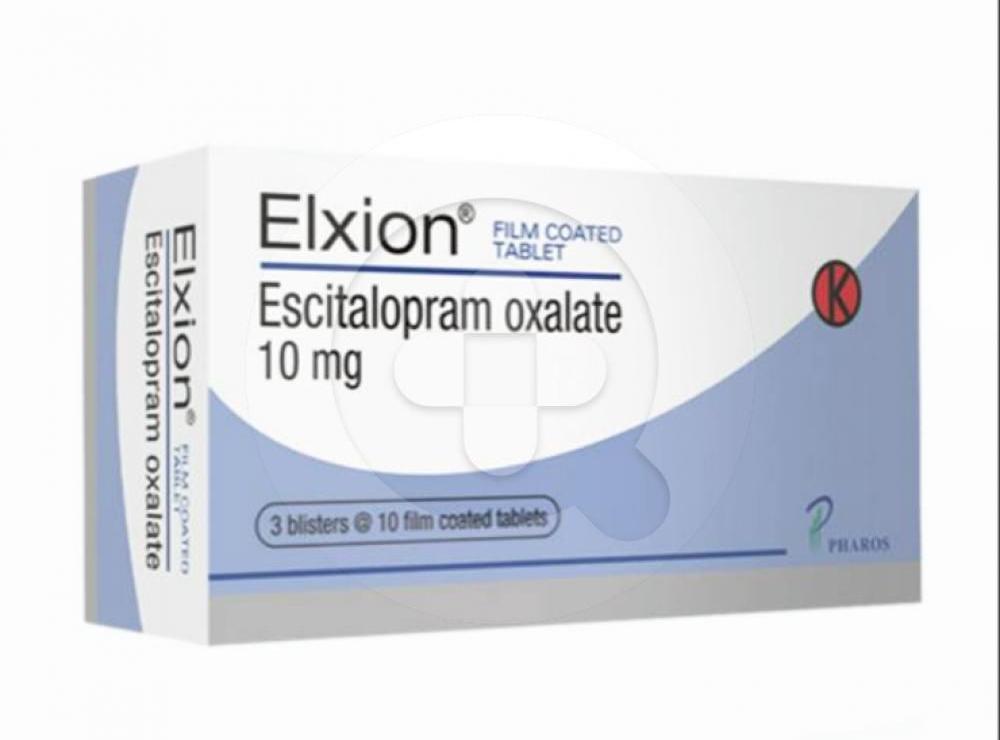 Elxion®
FILM COATED
TABLET
Escitalopram oxalate
10 mg
K
3 blisters @ 10 film coated tablets
PHAROS
Elxion®
FILM COATED
TABLET
Escitalopram oxalate